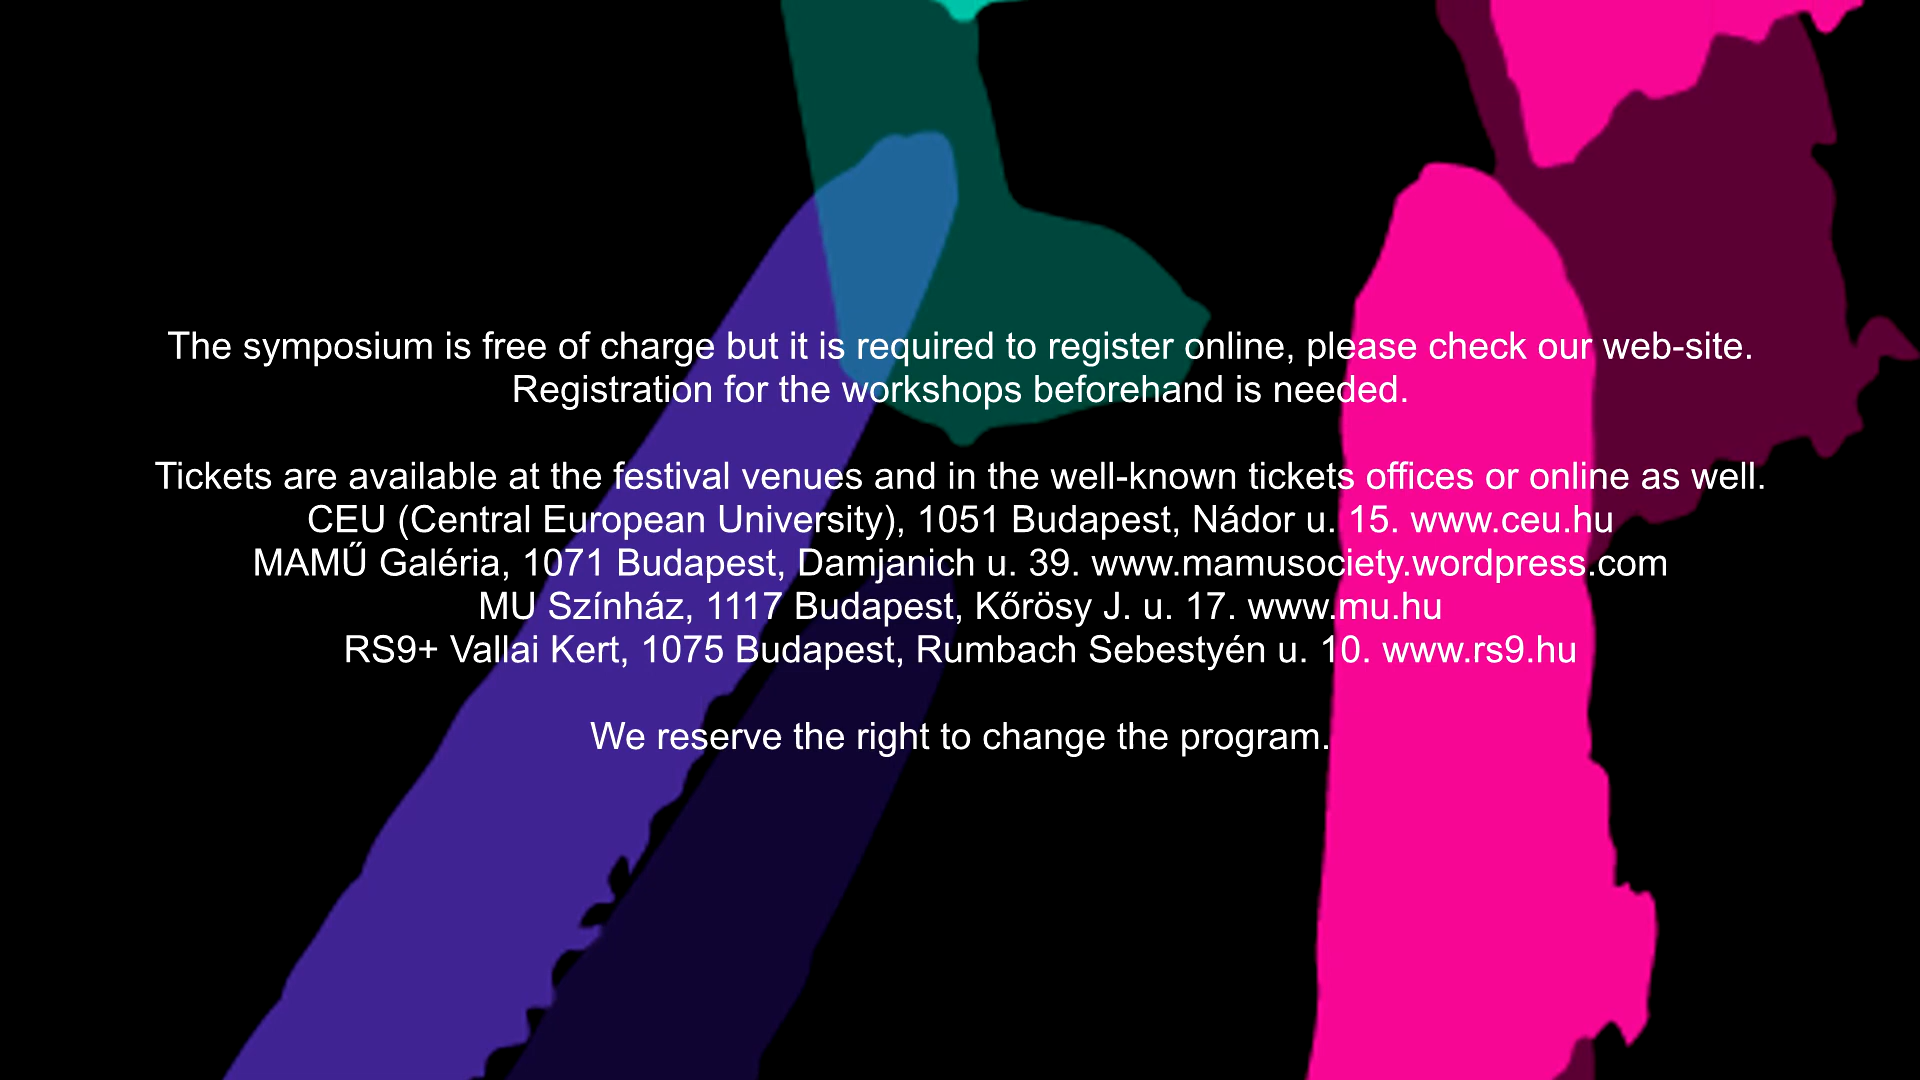 The symposium is free of charge but it is required to register online, please check our web-site.
Registration for the workshops beforehand is needed.
Tickets are available at the festival venues and in the well-known tickets offices or online as well.
CEU (Central European University), 1051 Budapest, Nádor u. 15. www.ceu.hu
MAMŰ Galéria, 1071 Budapest, Damjanich u. 39. www.mamusociety.wordpress.com
MU Színház, 1117 Budapest, Kőrösy J. u. 17. www.mu.hu
RS9+ Vallai Kert, 1075 Budapest, Rumbach Sebestyén u. 10. www.rs9.hu
We reserve the right to change the program.